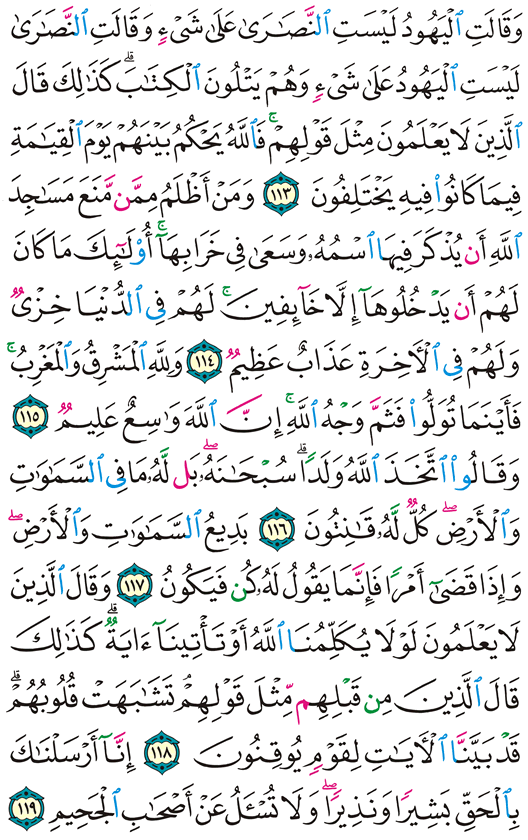 وَقَالَتِ ٱلْيَهُودُ لَيْسَتِ ٱلنَّصَٰرَىٰ عَلَىٰ شَىْءٍ وَقَالَتِ ٱلنَّصَٰرَىٰ
لَيْسَتِ ٱلْيَهُودُ عَلَىٰ شَىْءٍ وَهُمْ يَتْلُونَ ٱلْكِتَٰبَ ۗ كَذَٰلِكَ قَالَ
ٱلَّذِينَ لَا يَعْلَمُونَ مِثْلَ قَوْلِهِمْ ۚ فَٱللَّهُ يَحْكُمُ بَيْنَهُمْ يَوْمَ ٱلْقِيَٰمَةِ
فِيمَا كَانُوا۟ فِيهِ يَخْتَلِفُونَ ١١٣ وَمَنْ أَظْلَمُ مِمَّن مَّنَعَ مَسَٰجِدَ
ٱللَّهِ أَن يُذْكَرَ فِيهَا ٱسْمُهُۥ وَسَعَىٰ فِى خَرَابِهَآ ۚ أُو۟لَٰٓئِكَ مَا كَانَ
لَهُمْ أَن يَدْخُلُوهَآ إِلَّا خَآئِفِينَ ۚ لَهُمْ فِى ٱلدُّنْيَا خِزْىٌ
وَلَهُمْ فِى ٱلْءَاخِرَةِ عَذَابٌ عَظِيمٌ ١١٤ وَلِلَّهِ ٱلْمَشْرِقُ وَٱلْمَغْرِبُ ۚ
فَأَيْنَمَا تُوَلُّوا۟ فَثَمَّ وَجْهُ ٱللَّهِ ۚ إِنَّ ٱللَّهَ وَٰسِعٌ عَلِيمٌ ١١٥
وَقَالُوا۟ ٱتَّخَذَ ٱللَّهُ وَلَدًا ۗ سُبْحَٰنَهُۥ ۖ بَل لَّهُۥ مَا فِى ٱلسَّمَٰوَٰتِ
وَٱلْأَرْضِ ۖ كُلٌّ لَّهُۥ قَٰنِتُونَ ١١٦ بَدِيعُ ٱلسَّمَٰوَٰتِ وَٱلْأَرْضِ ۖ
وَإِذَا قَضَىٰٓ أَمْرًا فَإِنَّمَا يَقُولُ لَهُۥ كُن فَيَكُونُ ١١٧ وَقَالَ ٱلَّذِينَ
لَا يَعْلَمُونَ لَوْلَا يُكَلِّمُنَا ٱللَّهُ أَوْ تَأْتِينَآ ءَايَةٌ ۗ كَذَٰلِكَ
قَالَ ٱلَّذِينَ مِن قَبْلِهِم مِّثْلَ قَوْلِهِمْ ۘ تَشَٰبَهَتْ قُلُوبُهُمْ ۗ
قَدْ بَيَّنَّا ٱلْءَايَٰتِ لِقَوْمٍ يُوقِنُونَ ١١٨ إِنَّآ أَرْسَلْنَٰكَ
بِٱلْحَقِّ بَشِيرًا وَنَذِيرًا ۖ وَلَا تُسْـَٔلُ عَنْ أَصْحَٰبِ ٱلْجَحِيمِ ١١٩